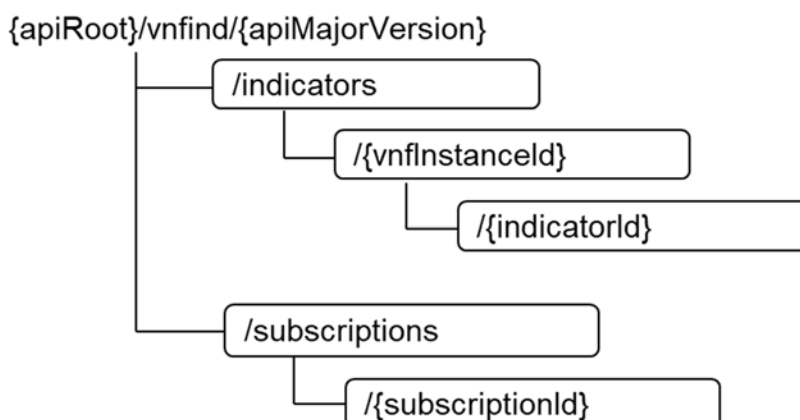 {apiRoot}/vnfind/{apiMajorVersion}
/indicators
/{vnfInstanceId}
/{indicatorId}
/subscriptions
/{subscriptionId}